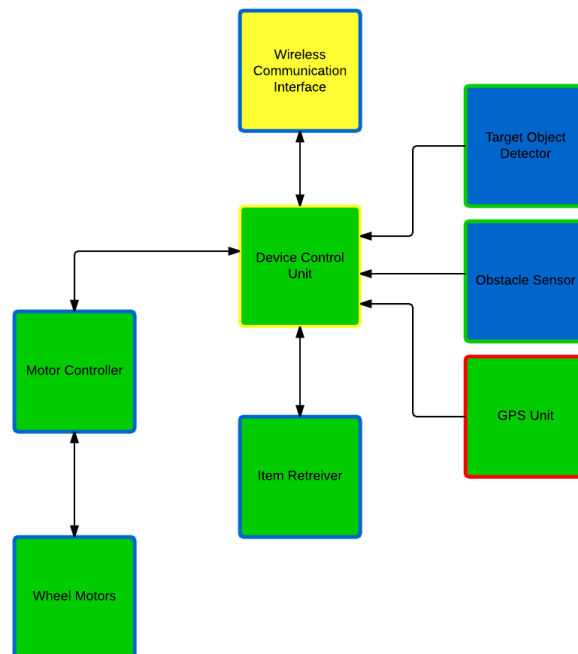 Wireless
Communication
Interface
Target Object
Detector
Device Control
Unit
Obstacle Sensor
Motor Controller
GPS Unit
Item Retreiver
Wheel Motors